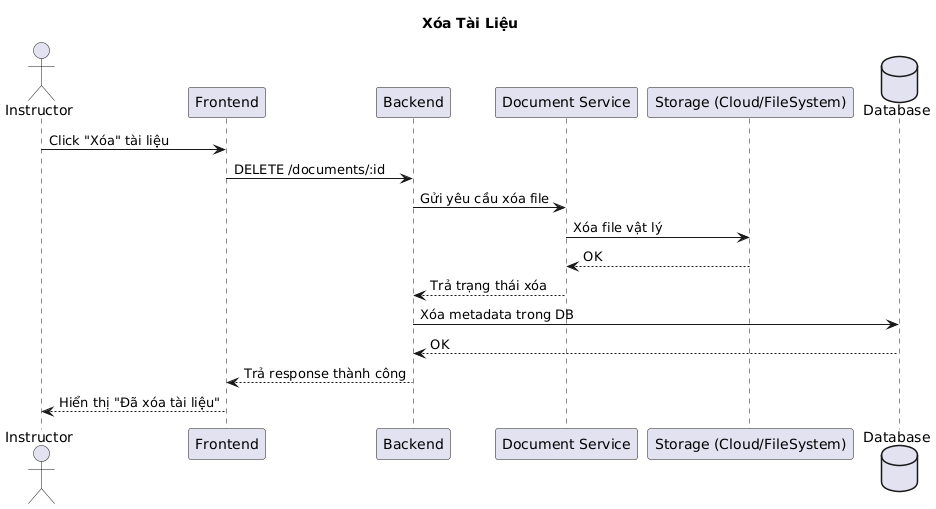 Xóa Tài Liệu
Instructor
Frontend
Backend
Document Service
Storage (Cloud/FileSystem)
Database
Click "Xóa" tài liệu
DELETE /documents/:id
Gửi yêu cầu xóa file
Xóa file vật lý
OK
Trả trạng thái xóa
Xóa metadata trong DB
OK
Trả response thành công
Hiển thị "Đã xóa tài liệu"
Instructor
Frontend
Backend
Document Service
Storage (Cloud/FileSystem)
Database